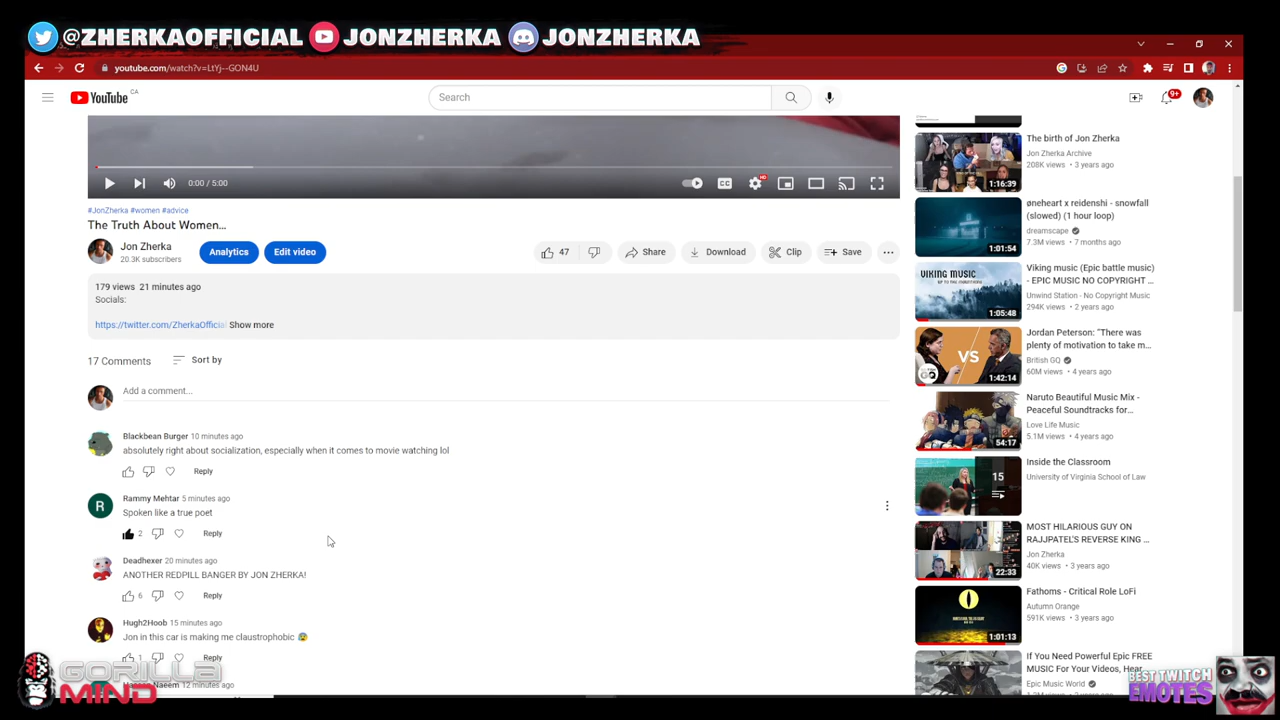 @ZHERKAOFFICIAL JONZHERKA JONZHERKA
youtube.com/watch?v=LtYj--GON4U
YouTube CA
Search
9+
0:00 / 5:00
CC
HD
#JonZherka #women #advice
The Truth About Women...
Jon Zherka
20.3K subscribers
Analytics
Edit video
47
Share
Download
Clip
Save
179 views 21 minutes ago
Socials:
https://twitter.com/ZherkaOfficia Show more
17 Comments
Sort by
Add a comment...
Blackbean Burger 10 minutes ago
absolutely right about socialization, especially when it comes to movie watching lol
Reply
R
Rammy Mehtar 5 minutes ago
Spoken like a true poet
2
Reply
Deadhexer 20 minutes ago
ANOTHER REDPILL BANGER BY JON ZHERKA!
6
Reply
Hugh2Hoob 15 minutes ago
Jon in this car is making me claustrophobic 😰
1
Reply
Naeem 12 minutes ago
GORILLA
MIND
The birth of Jon Zherka
Jon Zherka Archive
208K views • 3 years ago
1:16:39
øneheart x reidenshi - snowfall
(slowed) (1 hour loop)
dreamscape
7.3M views • 7 months ago
1:01:54
VIKING MUSIC
Viking music (Epic battle music)
- EPIC MUSIC NO COPYRIGHT ...
Unwind Station - No Copyright Music
294K views • 2 years ago
1:05:48
VS
GQ
Jordan Peterson: “There was
plenty of motivation to take m...
British GQ
60M views • 4 years ago
1:42:14
Naruto Beautiful Music Mix -
Peaceful Soundtracks for...
Love Life Music
5.1M views • 4 years ago
54:17
15
Inside the Classroom
University of Virginia School of Law
MOST HILARIOUS GUY ON
RAJJPATEL'S REVERSE KING ...
Jon Zherka
40K views • 3 years ago
22:33
Fathoms - Critical Role LoFi
Autumn Orange
591K views • 3 years ago
1:01:13
If You Need Powerful Epic FREE
MUSIC For Your Videos, Hear
Epic Music World
BEST TWITCH
EMOTES